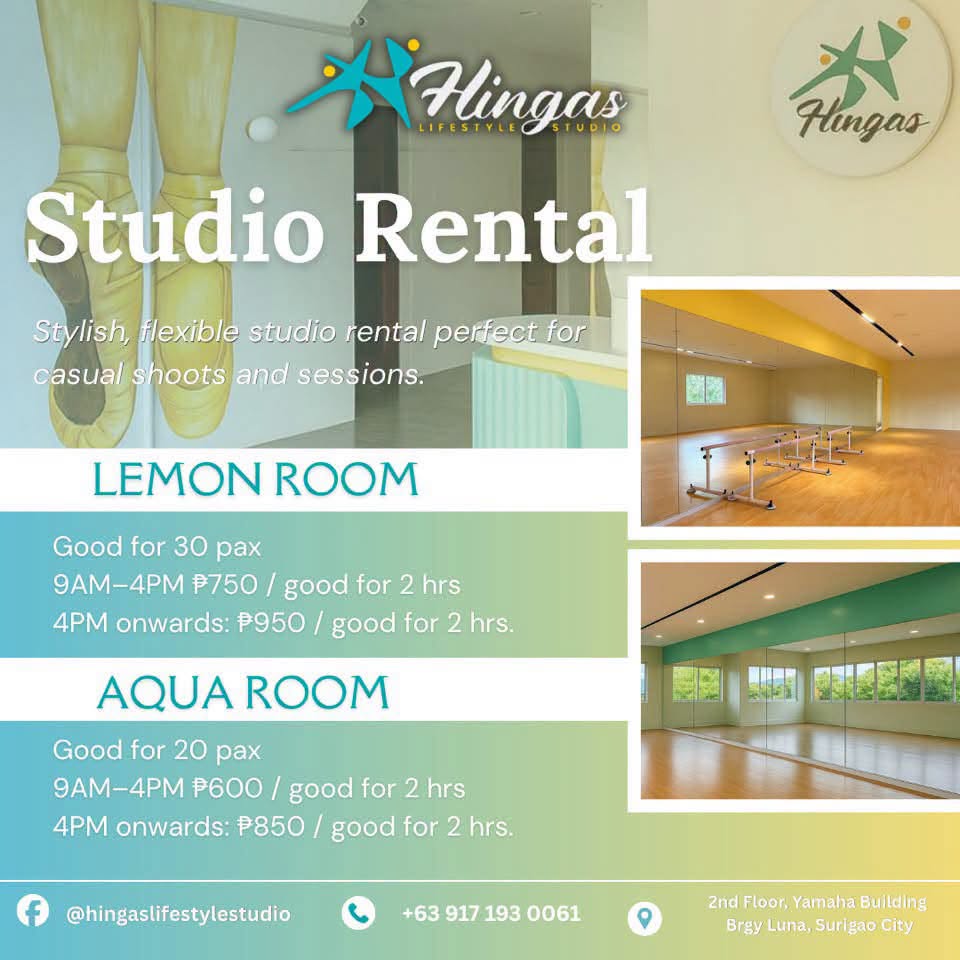 Hingas
LIFESTYLE STUDIO
Hingas
Studio Rental
Stylish, flexible studio rental perfect for
casual shoots and sessions.
LEMON ROOM
Good for 30 pax
9AM–4PM ₱750 / good for 2 hrs
4PM onwards: ₱950 / good for 2 hrs.
AQUA ROOM
Good for 20 pax
9AM–4PM ₱600 / good for 2 hrs
4PM onwards: ₱850 / good for 2 hrs.
@hingaslifestylestudio
+63 917 193 0061
2nd Floor, Yamaha Building
Brgy Luna, Surigao City